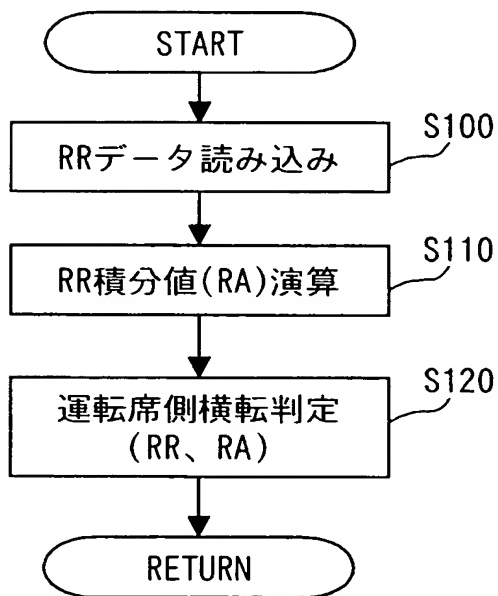 START
RRデータ読み込み
S100
RR積分値(RA)演算
S110
運転席側横転判定
(RR、RA)
S120
RETURN